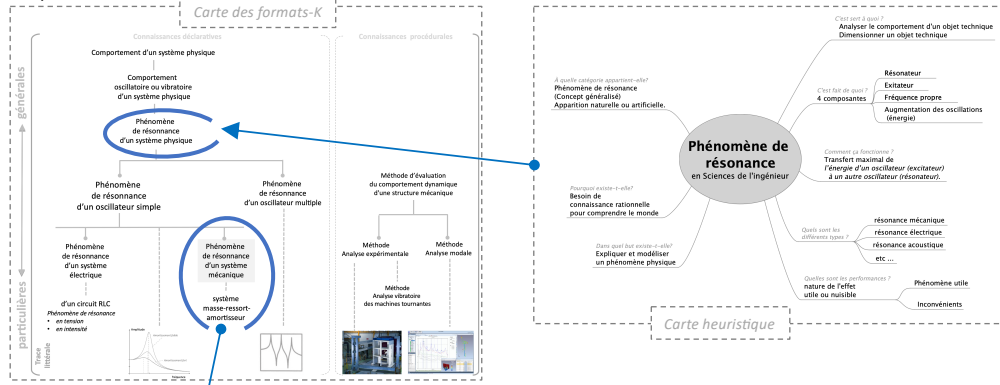 Carte des formats-K
Connaissances déclaratives
Connaissances procédurales
générales
particulières
Trace
littérale
Comportement d'un système physique
Comportement
oscillatoire ou vibratoire
d'un système physique
Phénomène
de résonnance
d'un système physique
Phénomène
de résonnance
d'un oscillateur simple
Phénomène
de résonnance
d'un oscillateur multiple
Phénomène
de résonnance
d'un système
électrique
Phénomène
de résonnance
d'un système
mécanique
d'un circuit RLC
Phénomène de résonance
• en tension
• en intensité
système
masse-ressort-
amortisseur
Amplitude
Méthode d'évaluation
du comportement dynamique
d'une structure mécanique
Méthode
Analyse expérimentale
Méthode
Analyse modale
Méthode
Analyse vibratoire
des machines tournantes
Carte heuristique
Phénomène de
résonance
en Sciences de l'ingénieur
C'est sert à quoi ?
Analyser le comportement d'un objet technique
Dimensionner un objet technique
C'est fait de quoi ?
4 composantes
Résonateur
Exitateur
Fréquence propre
Augmentation des oscillations
(énergie)
Comment ça fonctionne ?
Transfert maximal de
l'énergie d'un oscillateur (excitateur)
à un autre oscillateur (résonateur).
Quels sont les
différents types ?
résonance mécanique
résonance électrique
résonance acoustique
etc ...
Quelles sont les performances ?
nature de l'effet
utile ou nuisible
Phénomène utile
Inconvénients
À quelle catégorie appartient-elle?
Phénomène de résonance
(Concept généralisé)
Apparition naturelle ou artificielle.
Pourquoi existe-t-elle?
Besoin de
connaissance rationnelle
pour comprendre le monde
Dans quel but existe-t-elle?
Expliquer et modéliser
un phénomène physique